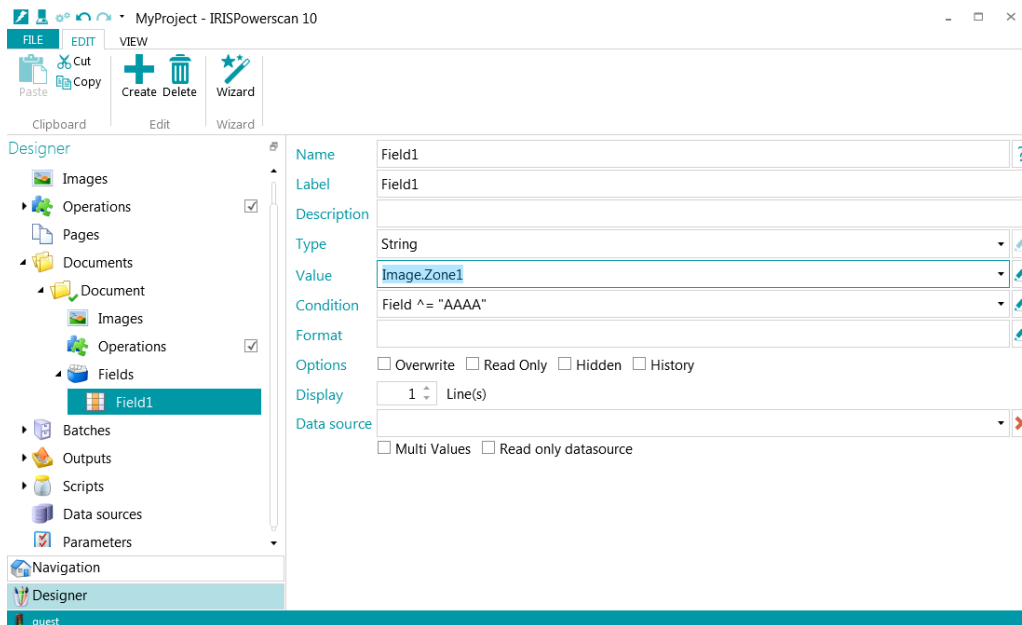 MyProject - IRISPowerscan 10
FILE EDIT VIEW
Paste
Cut
Copy
Clipboard
Create Delete
Edit
Wizard
Wizard
Designer
Images
Operations
Pages
Documents
Document
Images
Operations
Fields
Field1
Batches
Outputs
Scripts
Data sources
Parameters
Navigation
Designer
guest
Name Field1
?
Label Field1
Description
Type String
Value Image.Zone1
Condition Field ^= "AAAA"
Format
Options Overwrite Read Only Hidden History
Display 1 Line(s)
Data source
Multi Values Read only datasource